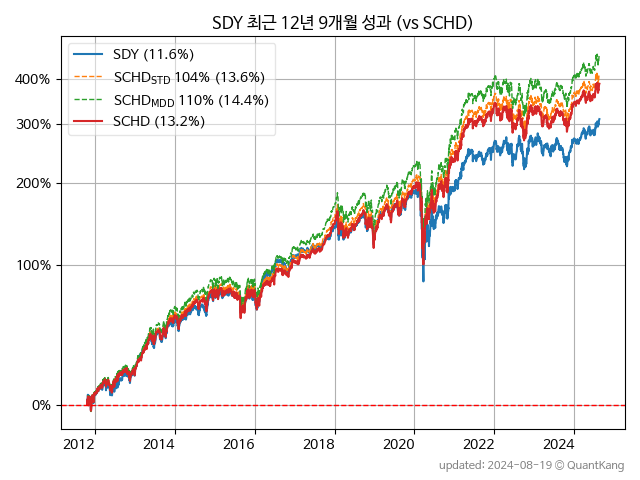 SDY 최근 12년 9개월 성과 (vs SCHD)
SDY (11.6%)
SCHD_STD 104% (13.6%)
SCHD_MDD 110% (14.4%)
SCHD (13.2%)
400%
300%
200%
100%
0%
2012 2014 2016 2018 2020 2022 2024
updated: 2024-08-19 © QuantKang